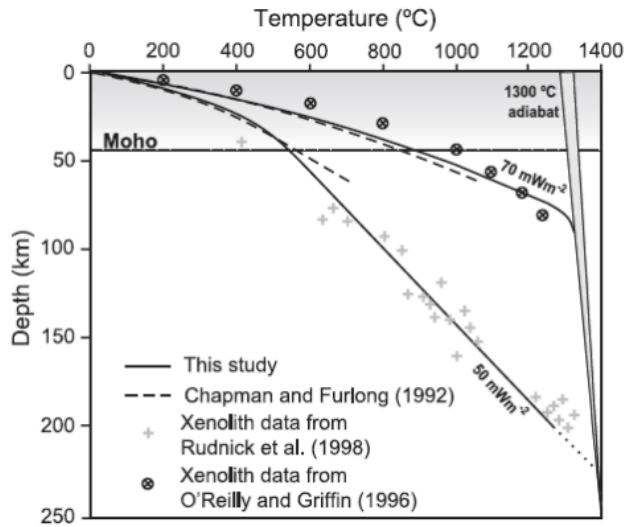 Temperature (ºC)
0 200 400 600 800 1000 1200 1400
0
1300 ºC
adiabat
Moho
50
70 mWm-2
100
150
200
250
Depth (km)
50 mWm-2
This study
Chapman and Furlong (1992)
Xenolith data from
Rudnick et al. (1998)
Xenolith data from
O'Reilly and Griffin (1996)